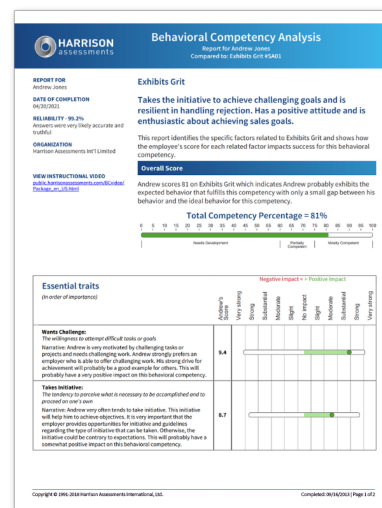 HARRISON
assessments
Behavioral Competency Analysis
Report for Andrew Jones
Compared to: Exhibits Grit #SA01
REPORT FOR
Andrew Jones
DATE OF COMPLETION
04/20/2021
RELIABILITY - 99.2%
Answers were very likely accurate and
truthful
ORGANIZATION
Harrison Assessments Int'l Limited
VIEW INSTRUCTIONAL VIDEO
public.harrisonassessments.com/BCvideo/
Package_en_US.html
Exhibits Grit
Takes the initiative to achieve challenging goals and is
resilient in handling rejection. Has a positive attitude and is
enthusiastic about achieving sales goals.
This report identifies the specific factors related to Exhibits Grit and shows how
the employee's score for each related factor impacts success for this behavioral
competency.
Overall Score
Andrew scores 81 on Exhibits Grit which indicates Andrew probably exhibits the
expected behavior that fulfills this competency with only a small gap between his
behavior and the ideal behavior for this competency.
Total Competency Percentage = 81%
0 5 10 15 20 25 30 35 40 45 50 55 60 65 70 75 80 85 90 95 100
Needs Development
Partially
Competent
Mostly Competent
Essential traits
(in order of importance)
Negative Impact < > Positive Impact
Andrew's
Score
Very strong
Strong
Substantial
Moderate
Slight
No impact
Slight
Moderate
Substantial
Strong
Very strong
Wants Challenge:
The willingness to attempt difficult tasks or goals
Narrative: Andrew is very motivated by challenging tasks or
projects and needs challenging work. Andrew strongly prefers an
employer who is able to offer challenging work. His strong drive for
achievement will probably be a good example for others. This will
probably have a very positive impact on this behavioral competency.
9.4
Takes Initiative:
The tendency to perceive what is necessary to be accomplished and to
proceed on one's own
Narrative: Andrew very often tends to take initiative. This initiative
will help him to achieve objectives. It is very important that the
employer provides opportunities for initiative and guidelines
regarding the type of initiative that can be taken. Otherwise, the
initiative could be contrary to expectations. This will probably have a
somewhat positive impact on this behavioral competency.
8.7
Copyright © 1991-2018 Harrison Assessments International, Ltd.
Completed: 09/16/2013 | Page 1 of 2